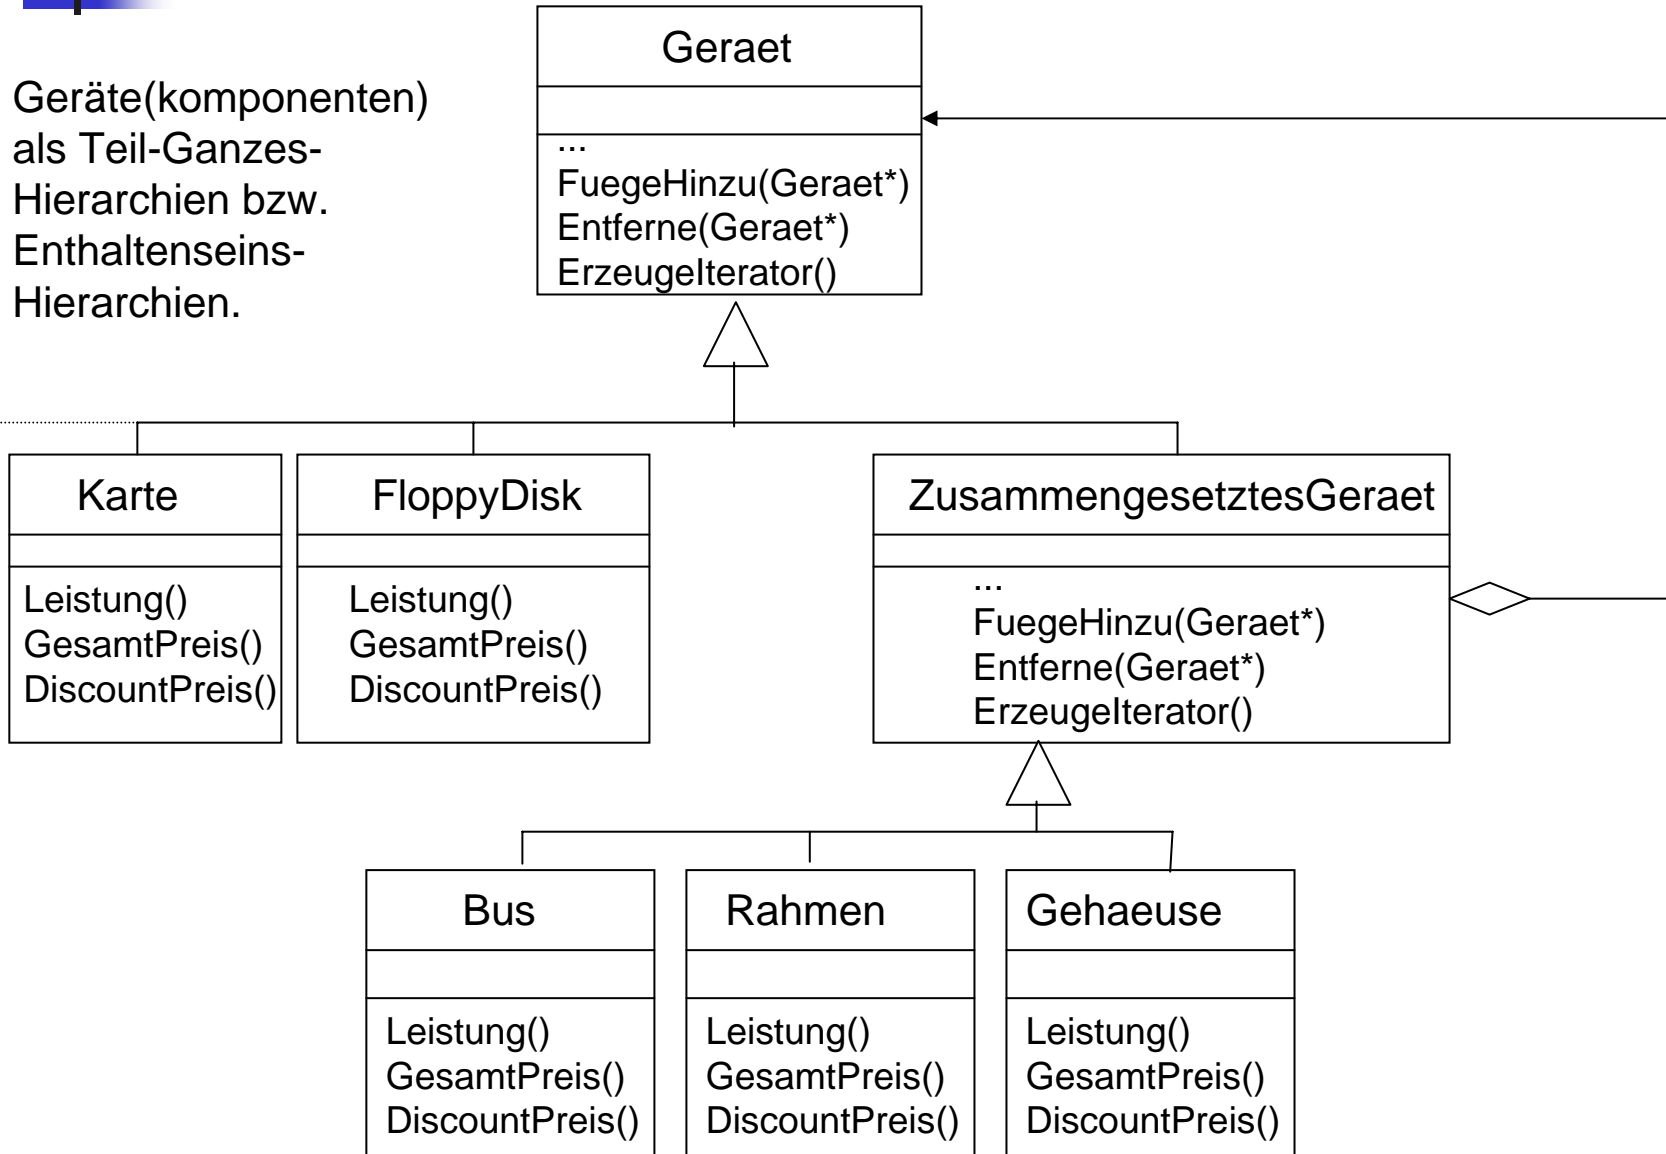 Geräte(komponenten)
als Teil-Ganzes-
Hierarchien bzw.
Enthaltenseins-
Hierarchien.
Geraet
...
FuegeHinzu(Geraet*)
Entferne(Geraet*)
ErzeugeIterator()
Karte
Leistung()
GesamtPreis()
DiscountPreis()
FloppyDisk
Leistung()
GesamtPreis()
DiscountPreis()
ZusammengesetztesGeraet
...
FuegeHinzu(Geraet*)
Entferne(Geraet*)
ErzeugeIterator()
Bus
Leistung()
GesamtPreis()
DiscountPreis()
Rahmen
Leistung()
GesamtPreis()
DiscountPreis()
Gehaeuse
Leistung()
GesamtPreis()
DiscountPreis()